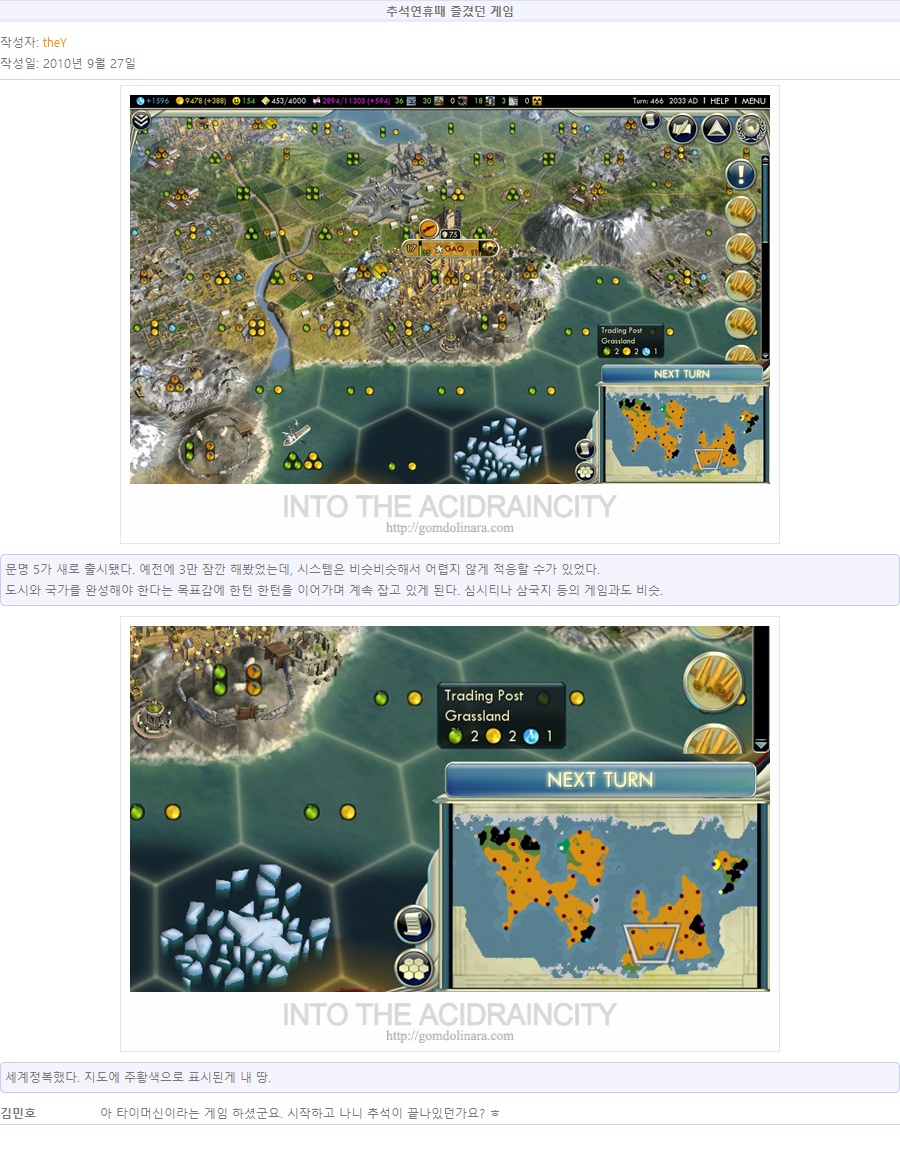 추석연휴때 즐겼던 게임
작성자: theY
작성일: 2010년 9월 27일
+1596 9478 (+388) 154 453/4000 2894/11305 (+594) 36 30 0 18 3 0 Turn: 466 2033 AD | HELP | MENU
75
17 GAO
Trading Post
Grassland
2 2 1
NEXT TURN
INTO THE ACIDRAINCITY
http://gomdolinara.com
문명 5가 새로 출시됐다. 예전에 3만 잠깐 해봤었는데, 시스템은 비슷비슷해서 어렵지 않게 적응할 수가 있었다.
도시와 국가를 완성해야 한다는 목표감에 한턴 한턴을 이어가며 계속 잡고 있게 된다. 심시티나 삼국지 등의 게임과도 비슷.
Trading Post
Grassland
2 2 1
NEXT TURN
INTO THE ACIDRAINCITY
http://gomdolinara.com
세계정복했다. 지도에 주황색으로 표시된게 내 땅.
김민호 아 타이머신이라는 게임 하셨군요. 시작하고 나니 추석이 끝나있던가요? ㅎ